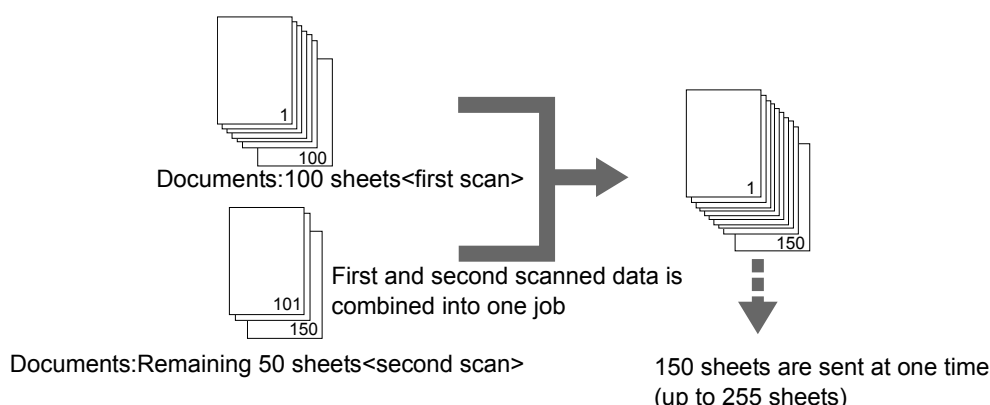 1
100
Documents:100 sheets<first scan>
101
150
First and second scanned data is
combined into one job
Documents:Remaining 50 sheets<second scan>
1
150
150 sheets are sent at one time
(up to 255 sheets)